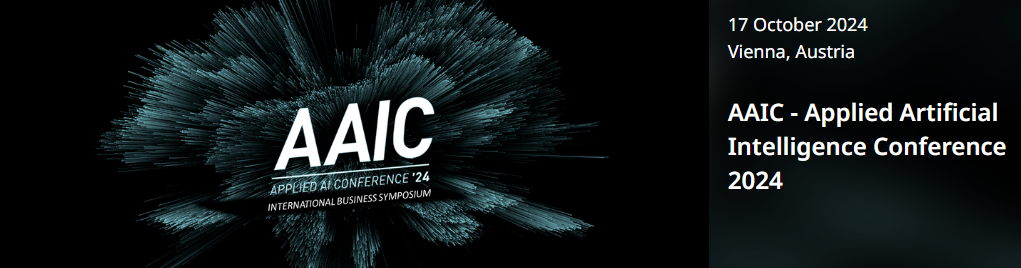 AAIC
APPLIED AI CONFERENCE '24
INTERNATIONAL BUSINESS SYMPOSIUM
17 October 2024
Vienna, Austria
AAIC - Applied Artificial
Intelligence Conference
2024